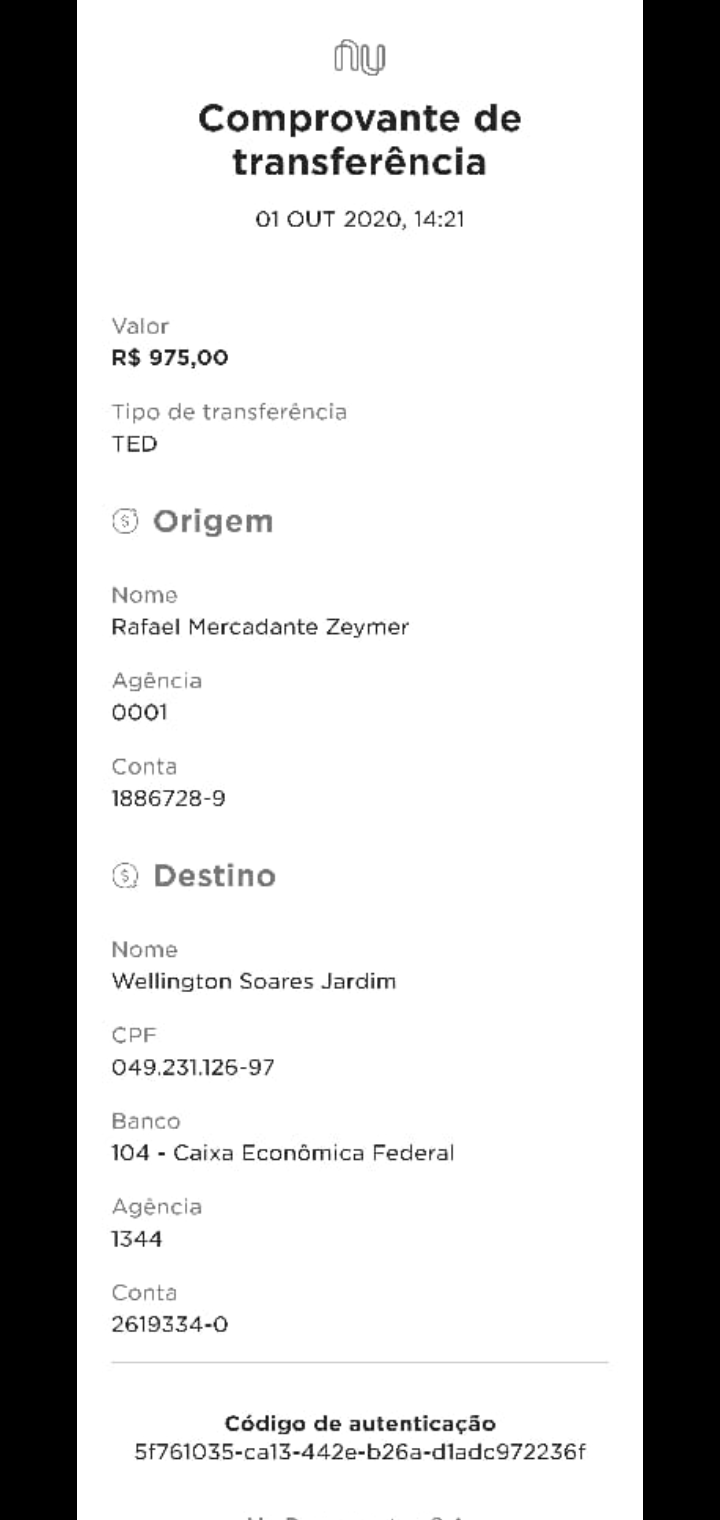 nu
Comprovante de
transferência
01 OUT 2020, 14:21
Valor
R$ 975,00
Tipo de transferência
TED
Origem
Nome
Rafael Mercadante Zeymer
Agência
0001
Conta
1886728-9
Destino
Nome
Wellington Soares Jardim
CPF
049.231.126-97
Banco
104 - Caixa Econômica Federal
Agência
1344
Conta
2619334-0
Código de autenticação
5f761035-ca13-442e-b26a-d1adc972236f